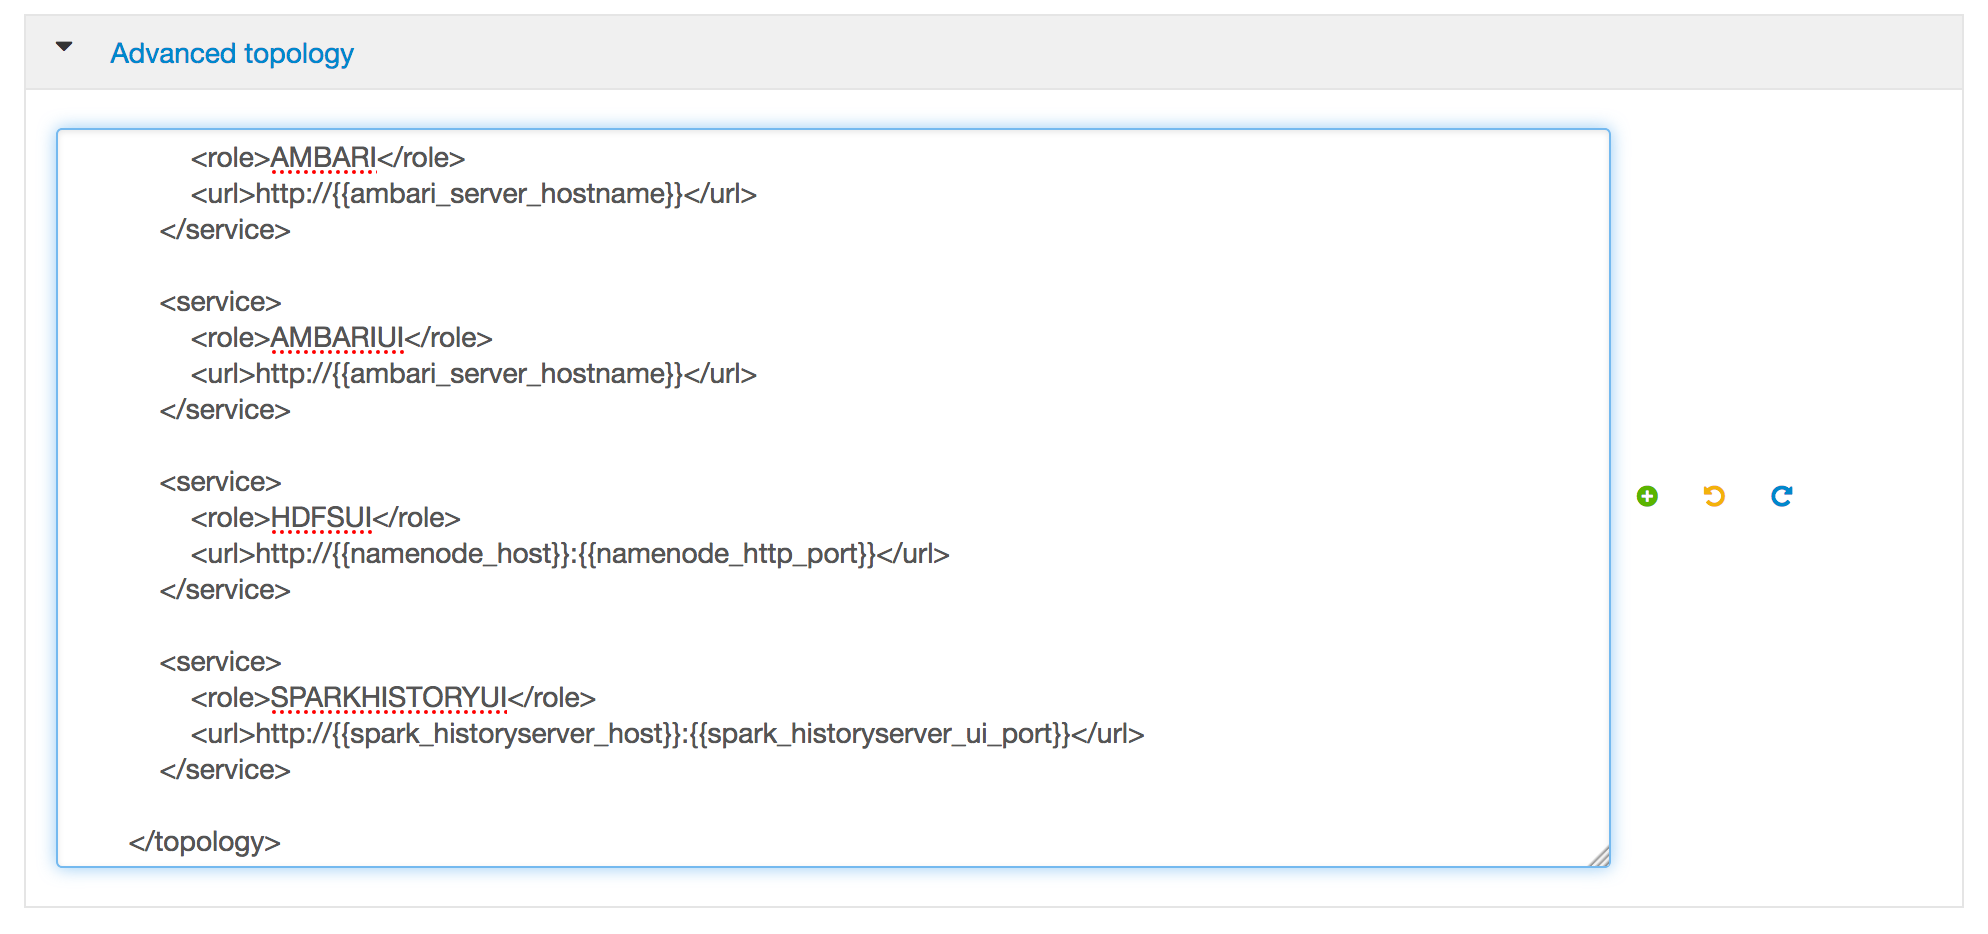 Advanced topology
<role>AMBARI</role>
<url>http://{{ambari_server_hostname}}</url>
</service>
<service>
<role>AMBARIUI</role>
<url>http://{{ambari_server_hostname}}</url>
</service>
<service>
<role>HDFSUI</role>
<url>http://{{namenode_host}}:{{namenode_http_port}}</url>
</service>
<service>
<role>SPARKHISTORYUI</role>
<url>http://{{spark_historyserver_host}}:{{spark_historyserver_ui_port}}</url>
</service>
</topology>